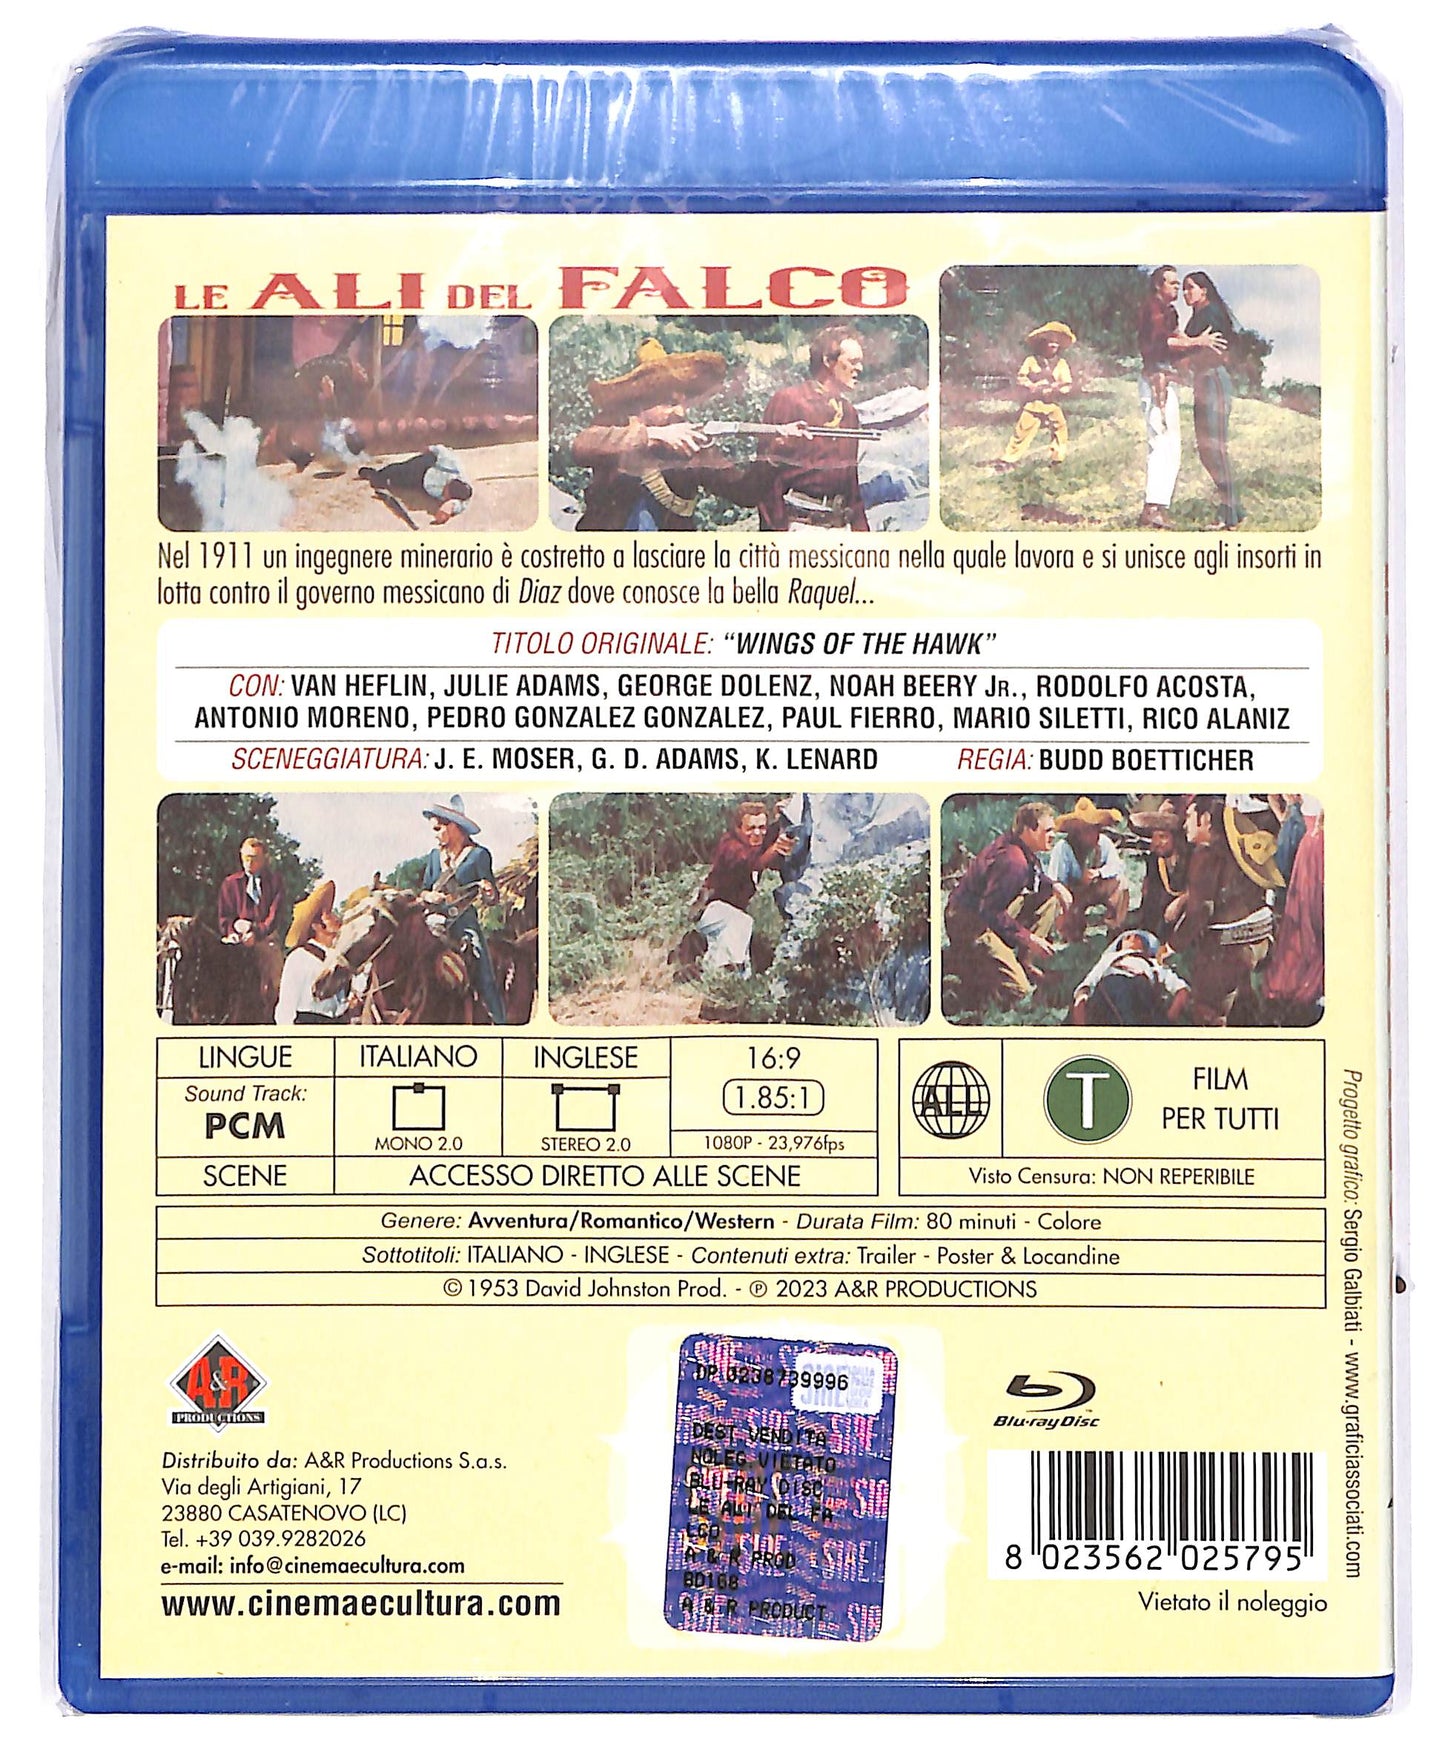 LE ALI DEL FALCO
Nel 1911 un ingegnere minerario è costretto a lasciare la città messicana nella quale lavora e si unisce agli insorti in
lotta contro il governo messicano di Diaz dove conosce la bella Raquel...
TITOLO ORIGINALE: “WINGS OF THE HAWK”
CON: VAN HEFLIN, JULIE ADAMS, GEORGE DOLENZ, NOAH BEERY JR., RODOLFO ACOSTA,
ANTONIO MORENO, PEDRO GONZALEZ GONZALEZ, PAUL FIERRO, MARIO SILETTI, RICO ALANIZ
SCENEGGIATURA: J. E. MOSER, G. D. ADAMS, K. LENARD REGIA: BUDD BOETTICHER
LINGUE ITALIANO INGLESE 16:9
Sound Track:
PCM
MONO 2.0
STEREO 2.0
1.85:1
1080P - 23,976fps
SCENE ACCESSO DIRETTO ALLE SCENE
ALL
T
FILM
PER TUTTI
Visto Censura: NON REPERIBILE
Genere: Avventura/Romantico/Western - Durata Film: 80 minuti - Colore
Sottotitoli: ITALIANO - INGLESE - Contenuti extra: Trailer - Poster & Locandine
© 1953 David Johnston Prod. - ℗ 2023 A&R PRODUCTIONS
Progetto grafico: Sergio Galbiati - www.graficiassociati.com
A&R
PRODUCTIONS
Distribuito da: A&R Productions S.a.s.
Via degli Artigiani, 17
23880 CASATENOVO (LC)
Tel. +39 039.9282026
e-mail: info@cinemaecultura.com
www.cinemaecultura.com
DP 0238739996
DEST VENDITA
NOLEG.VIETATO
BLU-RAY DISC
LE ALI DEL FA
LCO
A & R PROD
BD168
A & R PRODUCT
Blu-ray Disc
8 023562 025795
Vietato il noleggio